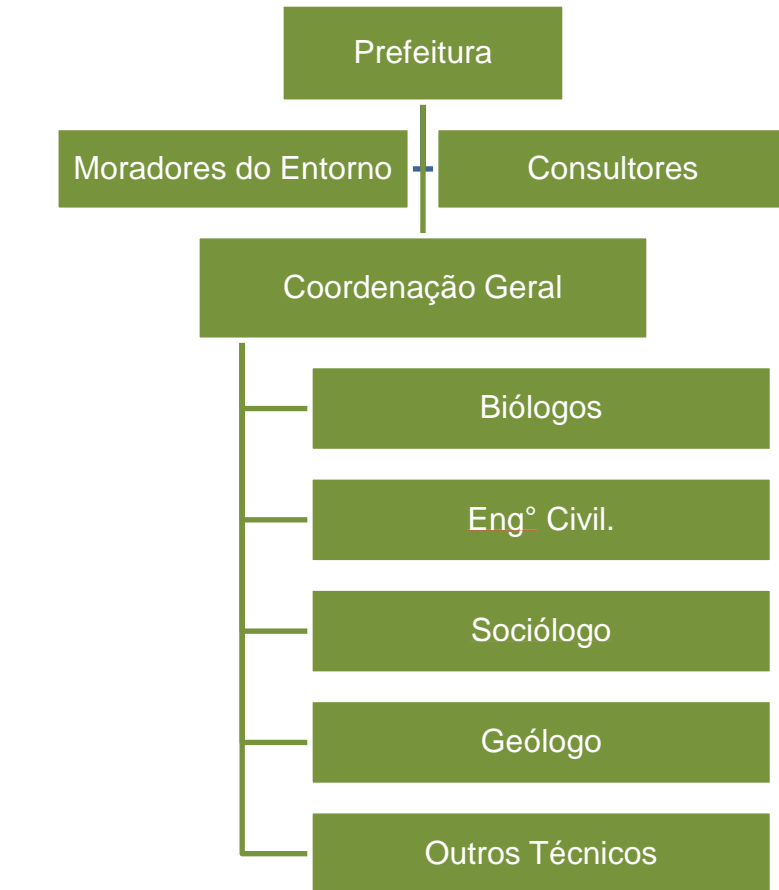 Prefeitura
Moradores do Entorno
Consultores
Coordenação Geral
Biólogos
Eng° Civil.
Sociólogo
Geólogo
Outros Técnicos